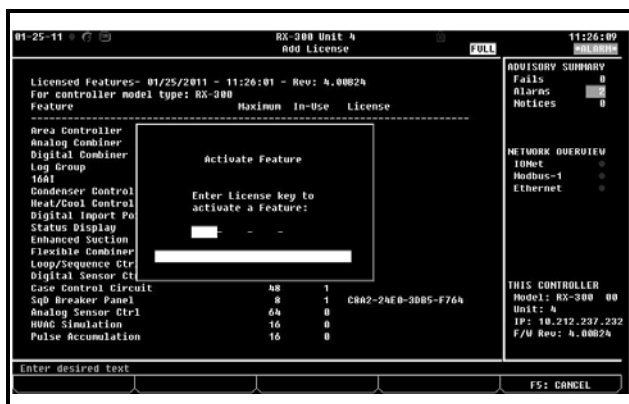 01-25-11
RX-300 Unit 4
11:26:09
Add License
FULL
*ALARM*
Licensed Features- 01/25/2011 - 11:26:01 - Rev: 4.00B24
For controller model type: RX-300
Feature Maximum In-Use License
Area Controller
Analog Combiner
Digital Combiner
Log Group
16AI
Condenser Control
Heat/Cool Control
Digital Import Po
Status Display
Enhanced Suction
Flexible Combiner
Loop/Sequence Ctr
Digital Sensor Ct
Case Control Circuit 48 1
SqD Breaker Panel 8 1 C8A2-24E0-3D85-F764
Analog Sensor Ctrl 64 0
HVAC Simulation 16 0
Pulse Accumulation 16 0
Activate Feature
Enter License key to
activate a Feature:
- - -
ADVISORY SUMMARY
Fails 0
Alarms 2
Notices 0
NETWORK OVERVIEW
IONet
Modbus-1
Ethernet
THIS CONTROLLER
Model: RX-300 00
Unit: 4
IP: 10.212.237.232
F/W Rev: 4.00B24
Enter desired text
F5: CANCEL